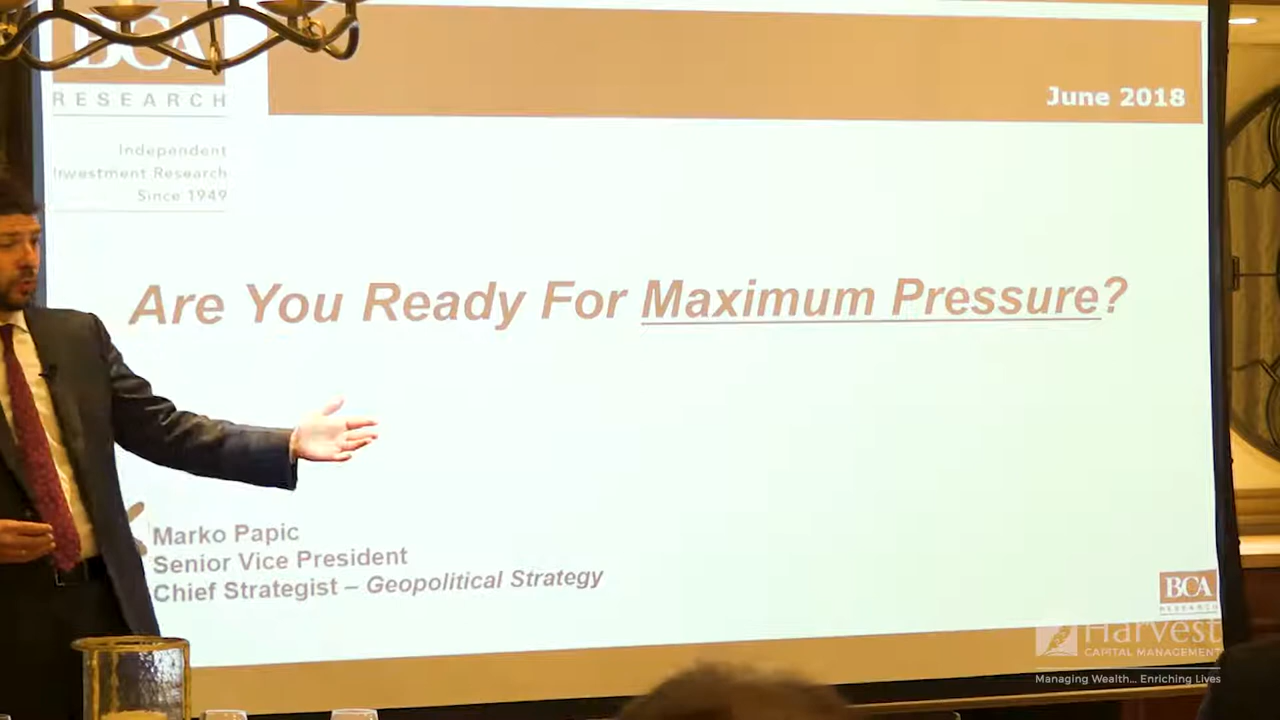 BCA
RESEARCH
Independent
Investment Research
Since 1949
June 2018
Are You Ready For Maximum Pressure?
Marko Papic
Senior Vice President
Chief Strategist – Geopolitical Strategy
BCA
RESEARCH
Harvest
CAPITAL MANAGEMENT
Managing Wealth... Enriching Lives